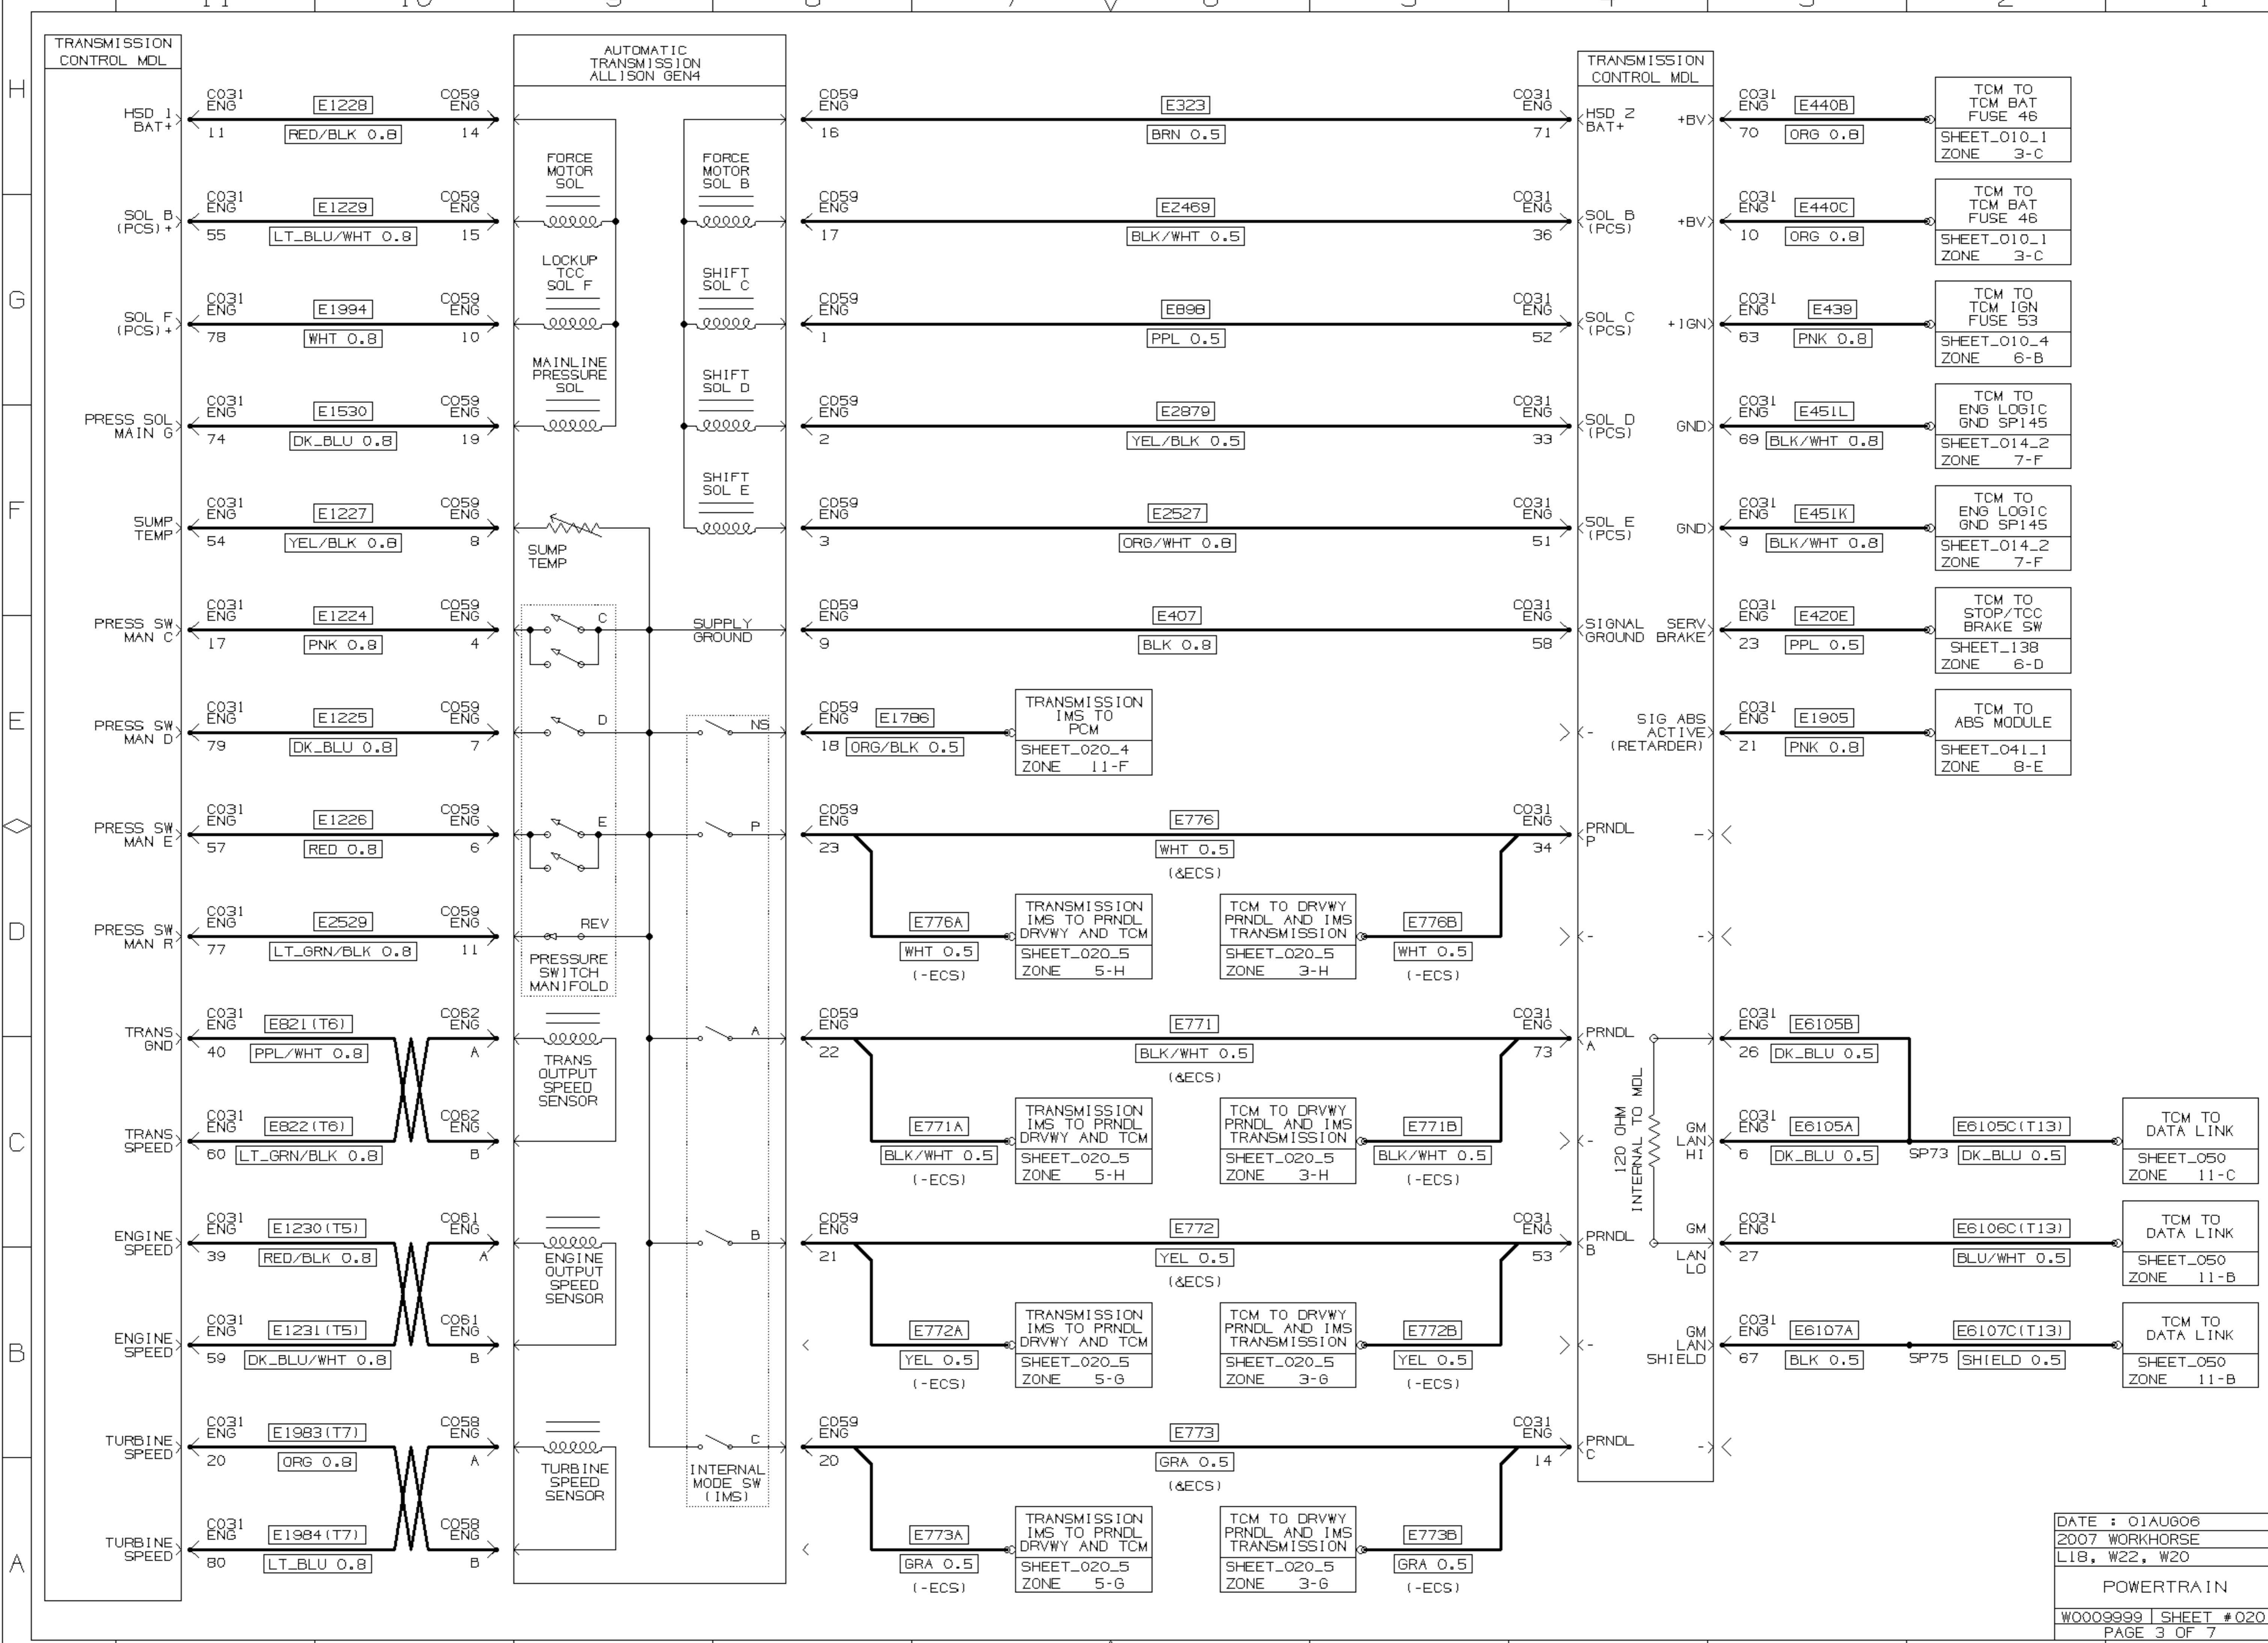 TRANSMISSION
CONTROL MDL
HSD 1
BAT+
C031
ENG
11
E1228
RED/BLK 0.8
C059
ENG
14
SOL B
(PCS)+
C031
ENG
55
E1229
LT_BLU/WHT 0.8
C059
ENG
15
SOL F
(PCS)+
C031
ENG
78
E1994
WHT 0.8
C059
ENG
10
PRESS SOL
MAIN G
C031
ENG
74
E1530
DK_BLU 0.8
C059
ENG
19
SUMP
TEMP
C031
ENG
54
E1227
YEL/BLK 0.8
C059
ENG
8
PRESS SW
MAN C
C031
ENG
17
E1224
PNK 0.8
C059
ENG
4
PRESS SW
MAN D
C031
ENG
79
E1225
DK_BLU 0.8
C059
ENG
7
PRESS SW
MAN E
C031
ENG
57
E1226
RED 0.8
C059
ENG
6
PRESS SW
MAN R
C031
ENG
77
E2529
LT_GRN/BLK 0.8
C059
ENG
11
TRANS
GND
C031
ENG
40
E821(T6)
PPL/WHT 0.8
C062
ENG
A
TRANS
SPEED
C031
ENG
60
E822(T6)
LT_GRN/BLK 0.8
C062
ENG
B
ENGINE
SPEED
C031
ENG
39
E1230(T5)
RED/BLK 0.8
C061
ENG
A
ENGINE
SPEED
C031
ENG
59
E1231(T5)
DK_BLU/WHT 0.8
C061
ENG
B
TURBINE
SPEED
C031
ENG
20
E1983(T7)
ORG 0.8
C058
ENG
A
TURBINE
SPEED
C031
ENG
80
E1984(T7)
LT_BLU 0.8
C058
ENG
B
AUTOMATIC
TRANSMISSION
ALLISON GEN4
FORCE
MOTOR
SOL
LOCKUP
TCC
SOL F
MAINLINE
PRESSURE
SOL
SUMP
TEMP
C
D
E
REV
PRESSURE
SWITCH
MANIFOLD
TRANS
OUTPUT
SPEED
SENSOR
ENGINE
OUTPUT
SPEED
SENSOR
TURBINE
SPEED
SENSOR
FORCE
MOTOR
SOL B
SHIFT
SOL C
SHIFT
SOL D
SHIFT
SOL E
SUPPLY
GROUND
NS
P
A
B
C
INTERNAL
MODE SW
(IMS)
C059
ENG
16
E323
BRN 0.5
C031
ENG
71
C059
ENG
17
E2469
BLK/WHT 0.5
C031
ENG
36
C059
ENG
1
E898
PPL 0.5
C031
ENG
52
C059
ENG
2
E2879
YEL/BLK 0.5
C031
ENG
33
C059
ENG
3
E2527
ORG/WHT 0.8
C031
ENG
51
C059
ENG
9
E407
BLK 0.8
C031
ENG
58
C059
ENG
18
E1786
ORG/BLK 0.5
TRANSMISSION
IMS TO
PCM
SHEET_020_4
ZONE 11-F
C059
ENG
23
E776
WHT 0.5
(&ECS)
C031
ENG
34
E776A
WHT 0.5
(-ECS)
TRANSMISSION
IMS TO PRNDL
DRVWY AND TCM
SHEET_020_5
ZONE 5-H
TCM TO DRVWY
PRNDL AND IMS
TRANSMISSION
SHEET_020_5
ZONE 3-H
E776B
WHT 0.5
(-ECS)
C059
ENG
22
E771
BLK/WHT 0.5
(&ECS)
C031
ENG
73
E771A
BLK/WHT 0.5
(-ECS)
TRANSMISSION
IMS TO PRNDL
DRVWY AND TCM
SHEET_020_5
ZONE 5-H
TCM TO DRVWY
PRNDL AND IMS
TRANSMISSION
SHEET_020_5
ZONE 3-H
E771B
BLK/WHT 0.5
(-ECS)
C059
ENG
21
E772
YEL 0.5
(&ECS)
C031
ENG
53
E772A
YEL 0.5
(-ECS)
TRANSMISSION
IMS TO PRNDL
DRVWY AND TCM
SHEET_020_5
ZONE 5-G
TCM TO DRVWY
PRNDL AND IMS
TRANSMISSION
SHEET_020_5
ZONE 3-G
E772B
YEL 0.5
(-ECS)
C059
ENG
20
E773
GRA 0.5
(&ECS)
C031
ENG
14
E773A
GRA 0.5
(-ECS)
TRANSMISSION
IMS TO PRNDL
DRVWY AND TCM
SHEET_020_5
ZONE 5-G
TCM TO DRVWY
PRNDL AND IMS
TRANSMISSION
SHEET_020_5
ZONE 3-G
E773B
GRA 0.5
(-ECS)
TRANSMISSION
CONTROL MDL
HSD 2
BAT+
SOL B
(PCS)
SOL C
(PCS)
SOL D
(PCS)
SOL E
(PCS)
SIGNAL
GROUND
-
PRNDL
P
-
PRNDL
A
-
PRNDL
B
-
PRNDL
C
120 OHM
INTERNAL TO MDL
+BV
C031
ENG
70
E440B
ORG 0.8
TCM TO
TCM BAT
FUSE 46
SHEET_010_1
ZONE 3-C
+BV
C031
ENG
10
E440C
ORG 0.8
TCM TO
TCM BAT
FUSE 46
SHEET_010_1
ZONE 3-C
+IGN
C031
ENG
63
E439
PNK 0.8
TCM TO
TCM IGN
FUSE 53
SHEET_010_4
ZONE 6-B
GND
C031
ENG
69
E451L
BLK/WHT 0.8
TCM TO
ENG LOGIC
GND SP145
SHEET_014_2
ZONE 7-F
GND
C031
ENG
9
E451K
BLK/WHT 0.8
TCM TO
ENG LOGIC
GND SP145
SHEET_014_2
ZONE 7-F
SERV
BRAKE
C031
ENG
23
E420E
PPL 0.5
TCM TO
STOP/TCC
BRAKE SW
SHEET_138
ZONE 6-D
SIG ABS
ACTIVE
(RETARDER)
C031
ENG
21
E1905
PNK 0.8
TCM TO
ABS MODULE
SHEET_041_1
ZONE 8-E
-
-
C031
ENG
26
E6105B
DK_BLU 0.5
GM
LAN
HI
C031
ENG
6
E6105A
DK_BLU 0.5
SP73
E6105C(T13)
DK_BLU 0.5
TCM TO
DATA LINK
SHEET_050
ZONE 11-C
GM
LAN
LO
C031
ENG
27
E6106C(T13)
BLU/WHT 0.5
TCM TO
DATA LINK
SHEET_050
ZONE 11-B
GM
LAN
SHIELD
C031
ENG
67
E6107A
BLK 0.5
SP75
E6107C(T13)
SHIELD 0.5
TCM TO
DATA LINK
SHEET_050
ZONE 11-B
-
H
G
F
E
D
C
B
A
DATE : 01AUG06
2007 WORKHORSE
L18, W22, W20
POWERTRAIN
W0009999 SHEET #020
PAGE 3 OF 7